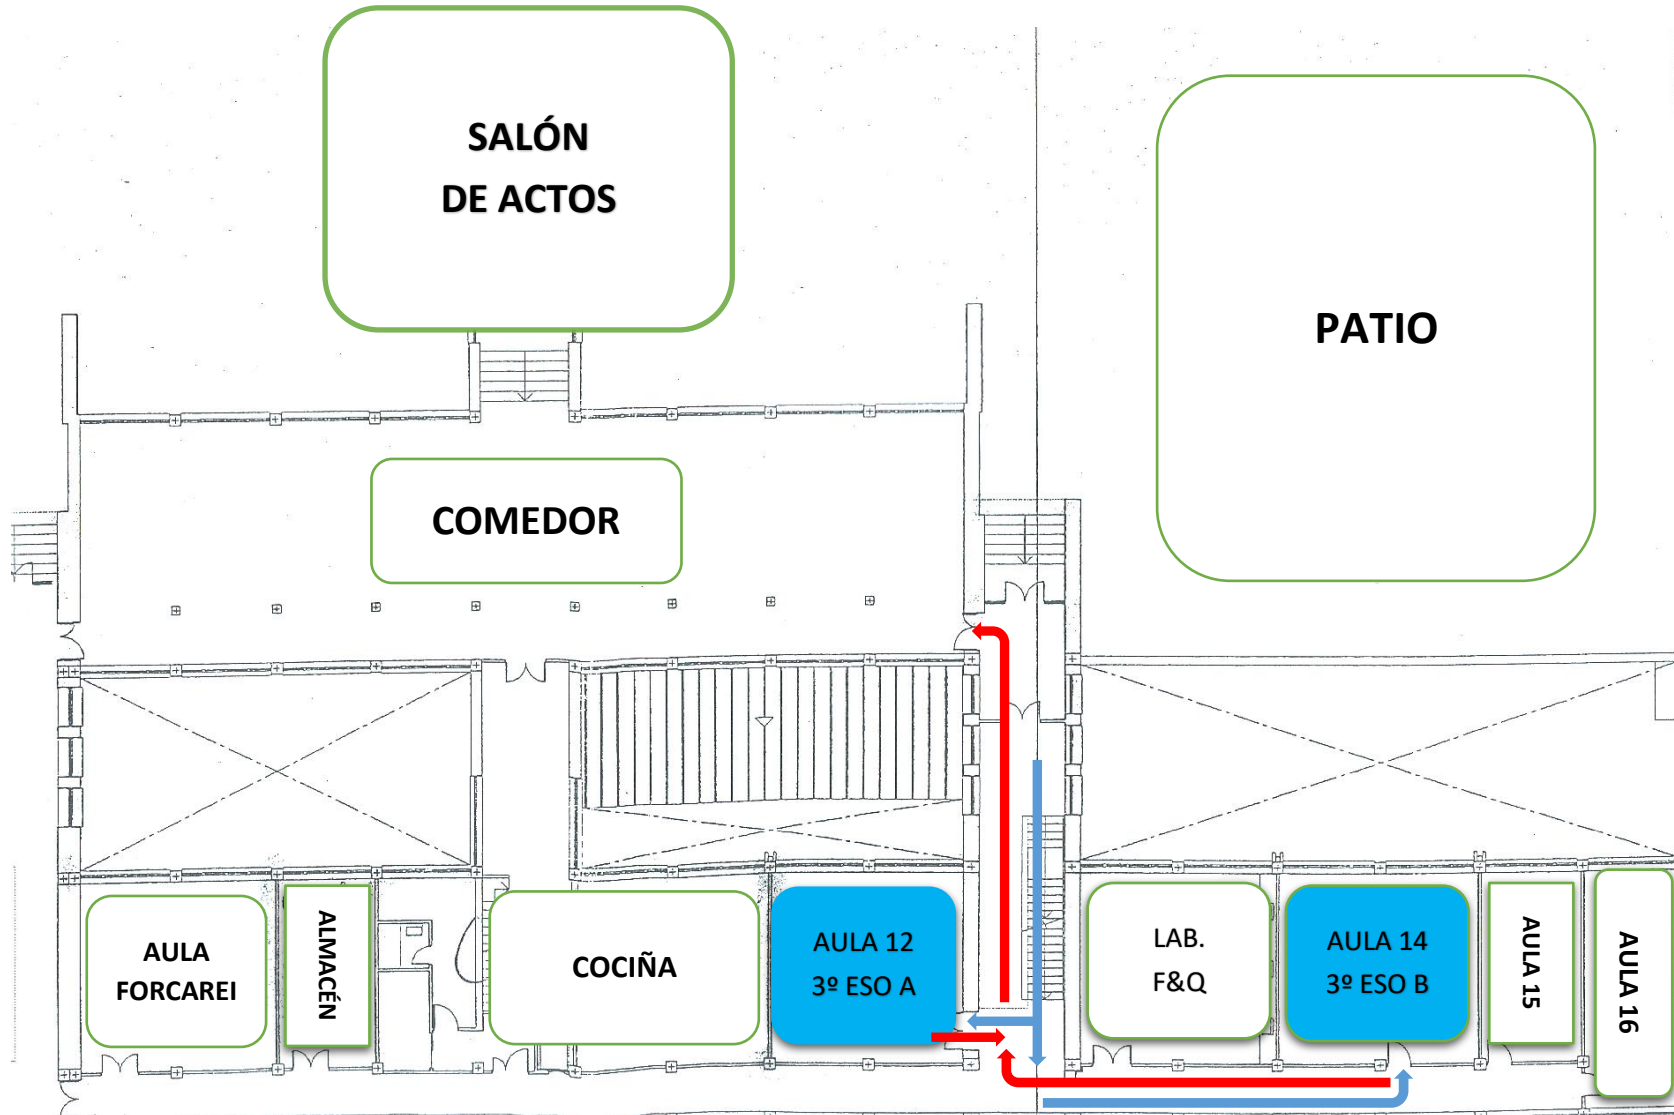 SALÓN
DE ACTOS
PATIO
COMEDOR
AULA
FORCAREI
ALMACÉN
COCIÑA
AULA 12
3º ESO A
LAB.
F&Q
AULA 14
3º ESO B
AULA 15
AULA 16